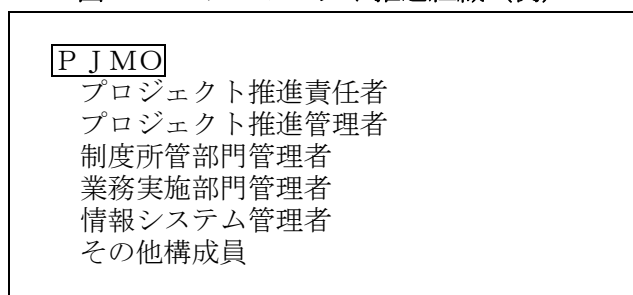 ＰＪＭＯ
プロジェクト推進責任者
プロジェクト推進管理者
制度所管部門管理者
業務実施部門管理者
情報システム管理者
その他構成員